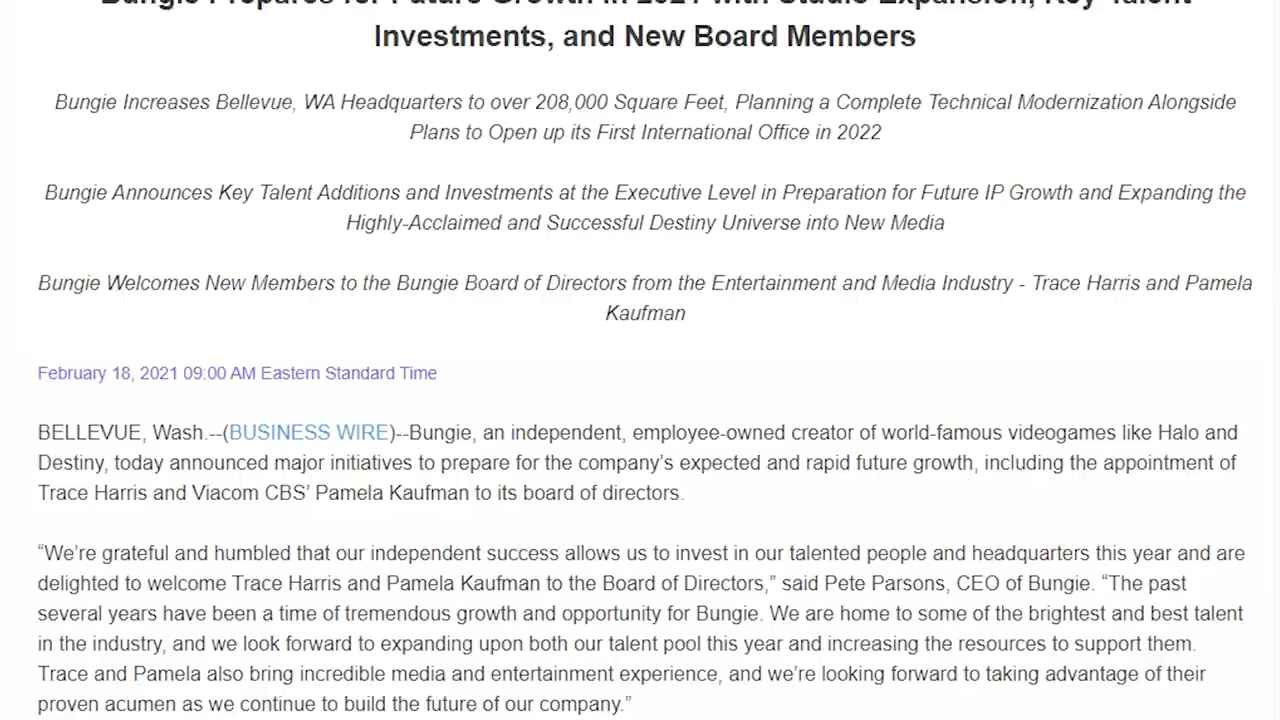 Bungie Prepares for Future Growth in 2021 with Studio Expansion, Key Talent
Investments, and New Board Members
Bungie Increases Bellevue, WA Headquarters to over 208,000 Square Feet, Planning a Complete Technical Modernization Alongside
Plans to Open up its First International Office in 2022
Bungie Announces Key Talent Additions and Investments at the Executive Level in Preparation for Future IP Growth and Expanding the
Highly-Acclaimed and Successful Destiny Universe into New Media
Bungie Welcomes New Members to the Bungie Board of Directors from the Entertainment and Media Industry - Trace Harris and Pamela
Kaufman
February 18, 2021 09:00 AM Eastern Standard Time
BELLEVUE, Wash.--(BUSINESS WIRE)--Bungie, an independent, employee-owned creator of world-famous videogames like Halo and
Destiny, today announced major initiatives to prepare for the company’s expected and rapid future growth, including the appointment of
Trace Harris and Viacom CBS’ Pamela Kaufman to its board of directors.
“We’re grateful and humbled that our independent success allows us to invest in our talented people and headquarters this year and are
delighted to welcome Trace Harris and Pamela Kaufman to the Board of Directors,” said Pete Parsons, CEO of Bungie. “The past
several years have been a time of tremendous growth and opportunity for Bungie. We are home to some of the brightest and best talent
in the industry, and we look forward to expanding upon both our talent pool this year and increasing the resources to support them.
Trace and Pamela also bring incredible media and entertainment experience, and we’re looking forward to taking advantage of their
proven acumen as we continue to build the future of our company.”